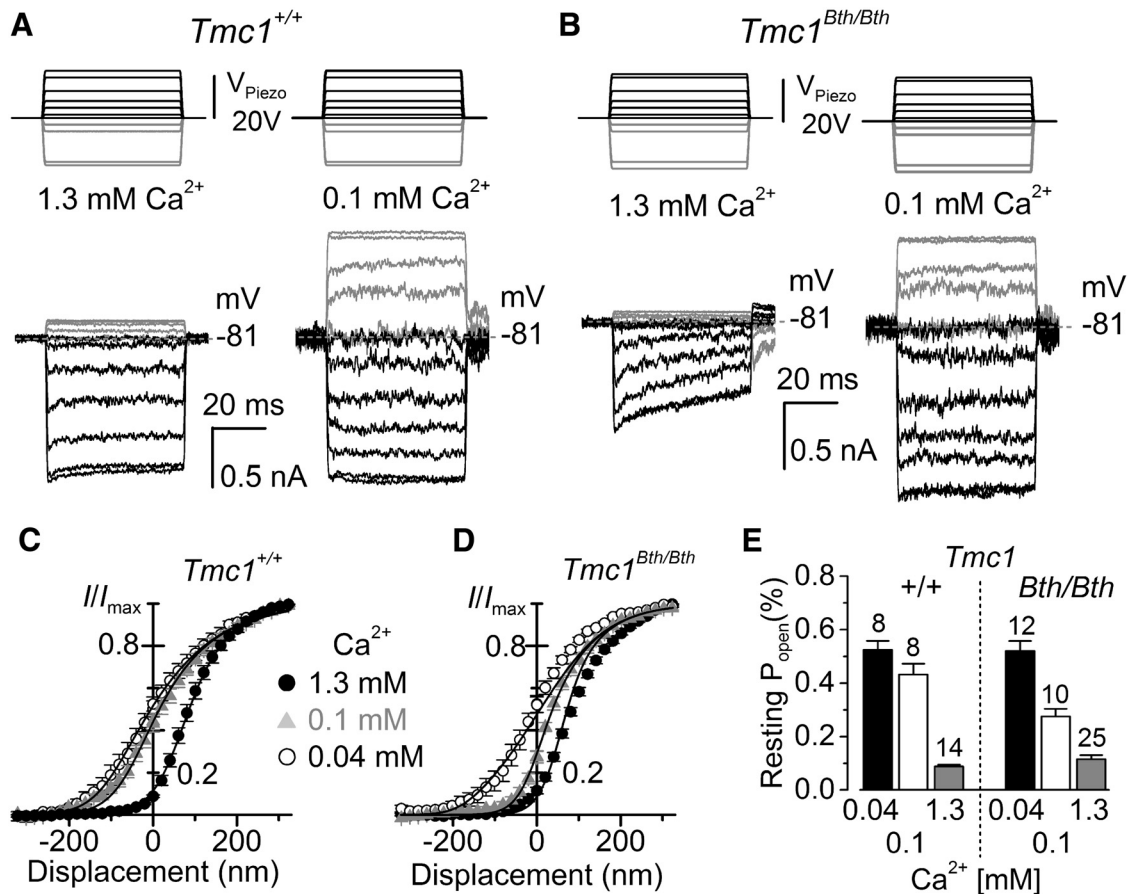 A
Tmc1+/+
B
Tmc1Bth/Bth
VPiezo
20V
VPiezo
20V
1.3 mM Ca2+
0.1 mM Ca2+
1.3 mM Ca2+
0.1 mM Ca2+
mV
-81
mV
-81
mV
-81
mV
-81
20 ms
0.5 nA
20 ms
0.5 nA
C
Tmc1+/+
I/Imax
0.8
0.2
-200
0
200
Displacement (nm)
Ca2+
1.3 mM
0.1 mM
0.04 mM
D
Tmc1Bth/Bth
I/Imax
0.8
0.2
-200
0
200
Displacement (nm)
E
Tmc1
+/+
Bth/Bth
Resting Popen(%)
0.8
0.6
0.4
0.2
0.0
8
8
14
12
10
25
0.04
1.3
0.04
1.3
0.1
0.1
Ca2+ [mM]